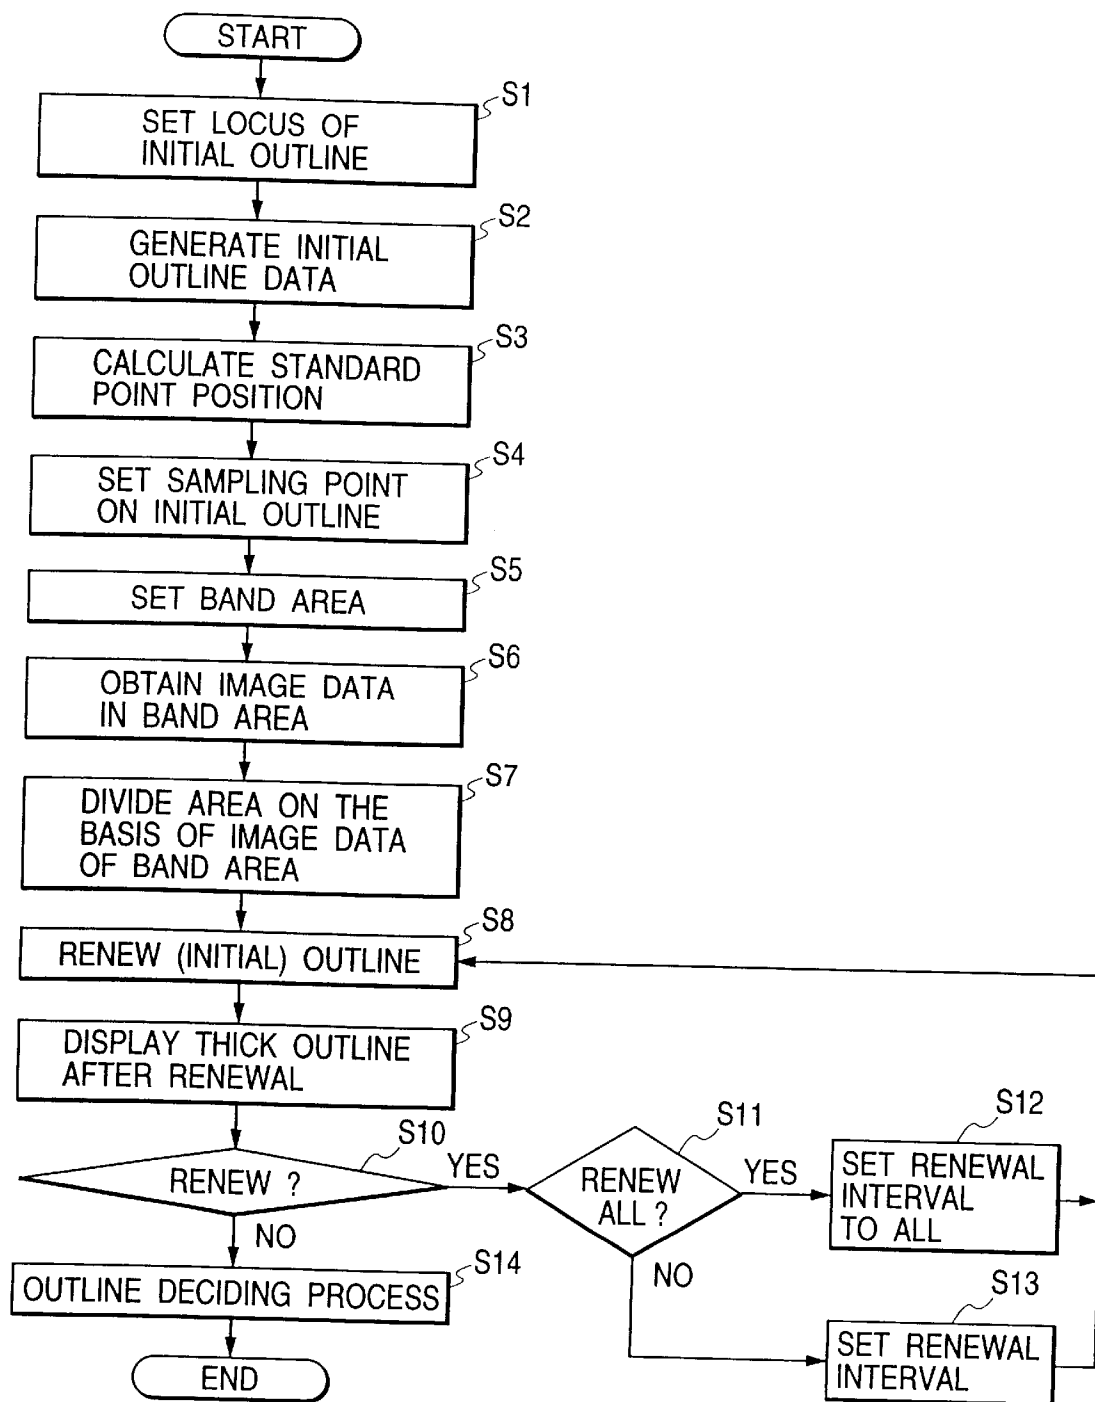 START
S1
SET LOCUS OF
INITIAL OUTLINE
S2
GENERATE INITIAL
OUTLINE DATA
S3
CALCULATE STANDARD
POINT POSITION
S4
SET SAMPLING POINT
ON INITIAL OUTLINE
S5
SET BAND AREA
S6
OBTAIN IMAGE DATA
IN BAND AREA
S7
DIVIDE AREA ON THE
BASIS OF IMAGE DATA
OF BAND AREA
S8
RENEW (INITIAL) OUTLINE
S9
DISPLAY THICK OUTLINE
AFTER RENEWAL
S10
RENEW ?
YES
NO
S11
RENEW
ALL ?
YES
NO
S12
SET RENEWAL
INTERVAL
TO ALL
S13
SET RENEWAL
INTERVAL
S14
OUTLINE DECIDING PROCESS
END